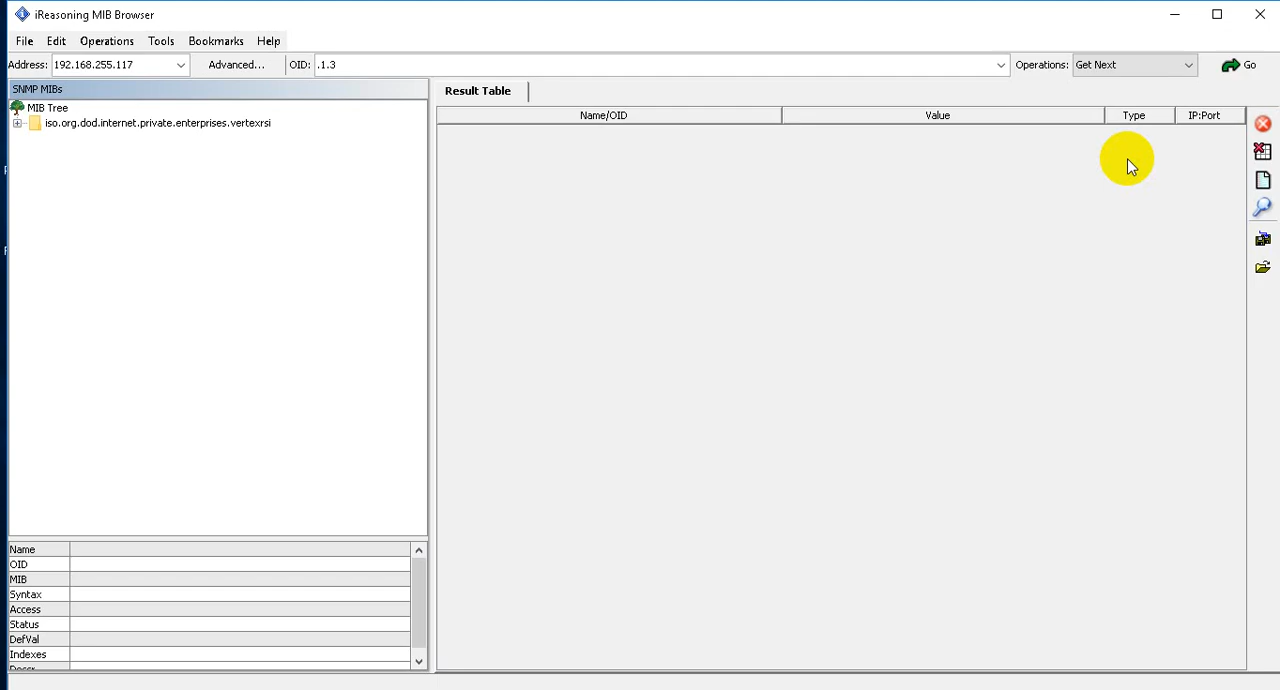 iReasoning MIB Browser
File Edit Operations Tools Bookmarks Help
Address: 192.168.255.117 Advanced... OID: .1.3 Operations: Get Next Go
SNMP MIBs
MIB Tree
iso.org.dod.internet.private.enterprises.vertexrsi
Result Table
Name/OID Value Type IP:Port
Name
OID
MIB
Syntax
Access
Status
DefVal
Indexes
Descr